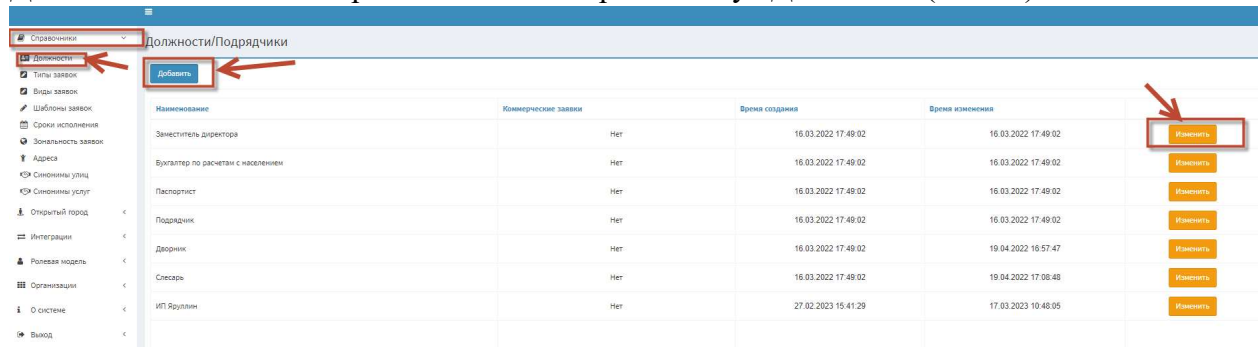 Справочники
Должности
Типы заявок
Виды заявок
Шаблоны заявок
Сроки исполнения
Зональность заявок
Адреса
Синонимы улиц
Синонимы услуг
Открытый город
Интеграции
Ролевая модель
Организации
О системе
Выход
Должности/Подрядчики
Добавить
Наименование Коммерческие заявки Время создания Время изменения
Заместитель директора Нет 16.03.2022 17:49:02 16.03.2022 17:49:02 Изменить
Бухгалтер по расчетам с населением Нет 16.03.2022 17:49:02 16.03.2022 17:49:02 Изменить
Паспортист Нет 16.03.2022 17:49:02 16.03.2022 17:49:02 Изменить
Подрядчик Нет 16.03.2022 17:49:02 16.03.2022 17:49:02 Изменить
Дворник Нет 16.03.2022 17:49:02 19.04.2022 16:57:47 Изменить
Слесарь Нет 16.03.2022 17:49:02 19.04.2022 17:08:48 Изменить
ИП Яруллин Нет 27.02.2023 15:41:29 17.03.2023 10:48:05 Изменить